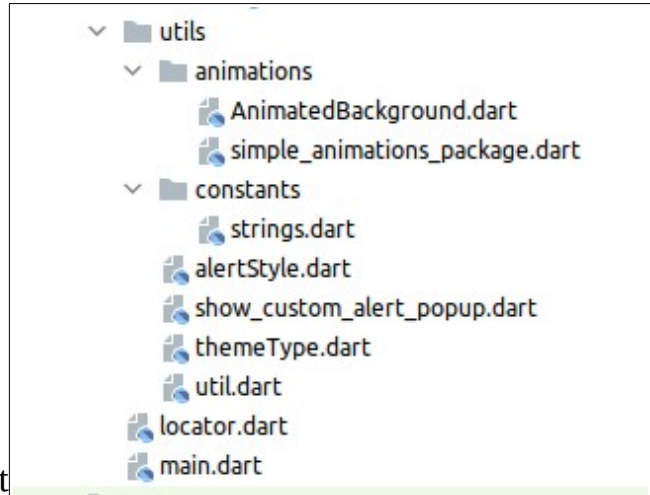 utils
animations
AnimatedBackground.dart
simple_animations_package.dart
constants
strings.dart
alertStyle.dart
show_custom_alert_popup.dart
themeType.dart
util.dart
locator.dart
main.dart
t